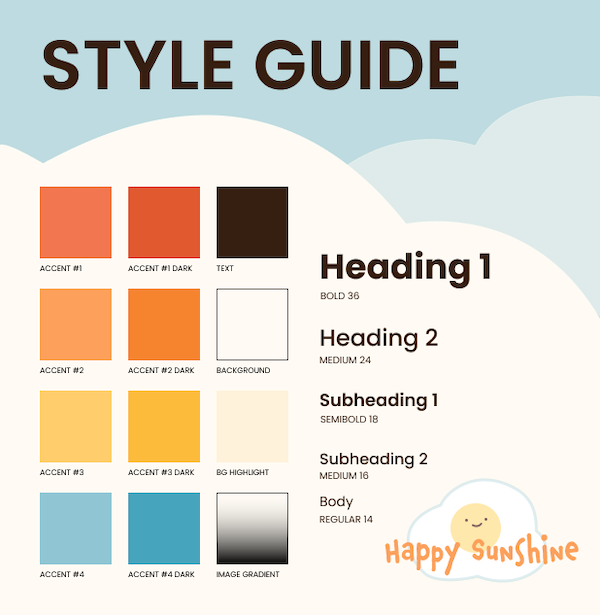 STYLE GUIDE
ACCENT #1
ACCENT #1 DARK
TEXT
ACCENT #2
ACCENT #2 DARK
BACKGROUND
ACCENT #3
ACCENT #3 DARK
BG HIGHLIGHT
ACCENT #4
ACCENT #4 DARK
IMAGE GRADIENT
Heading 1
BOLD 36
Heading 2
MEDIUM 24
Subheading 1
SEMIBOLD 18
Subheading 2
MEDIUM 16
Body
REGULAR 14
Happy Sunshine